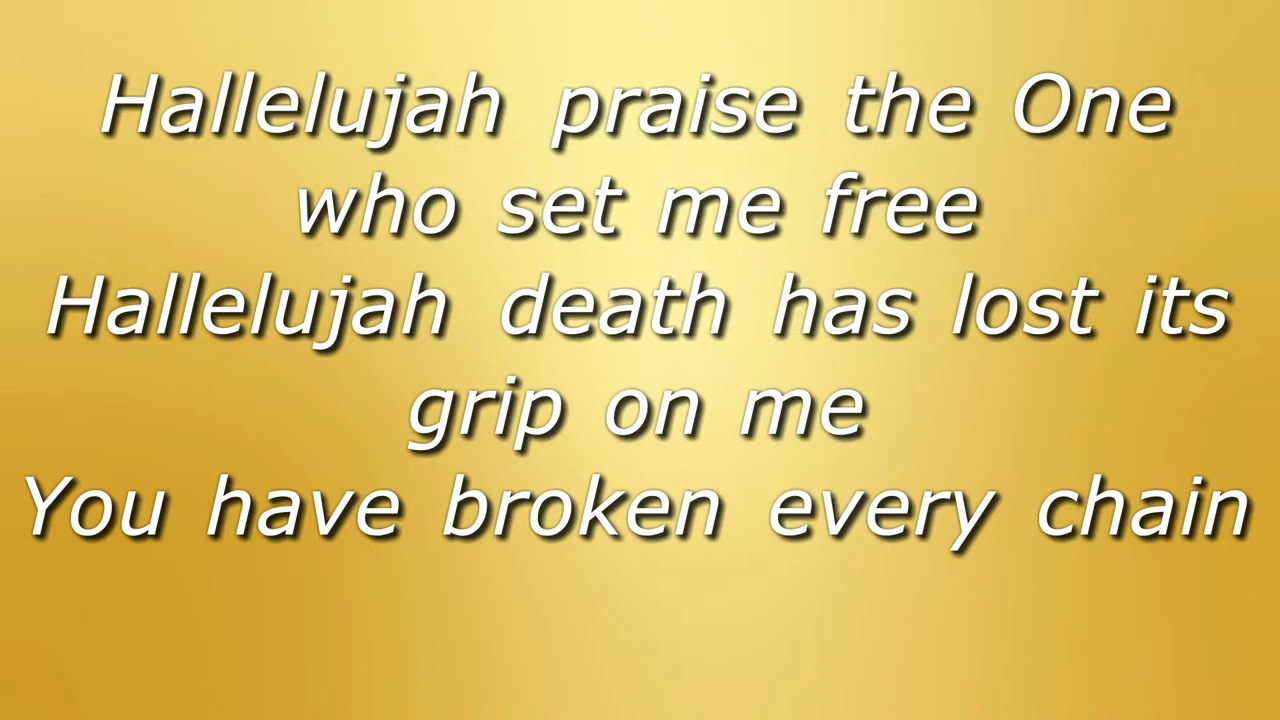 Hallelujah praise the One
who set me free
Hallelujah death has lost its
grip on me
You have broken every chain